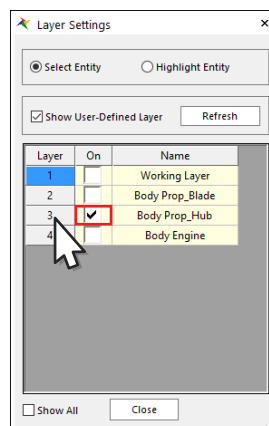 Layer Settings
Select Entity Highlight Entity
Show User-Defined Layer Refresh
Layer On Name
1 Working Layer
2 Body Prop_Blade
3 Body Prop_Hub
4 Body Engine
Show All Close